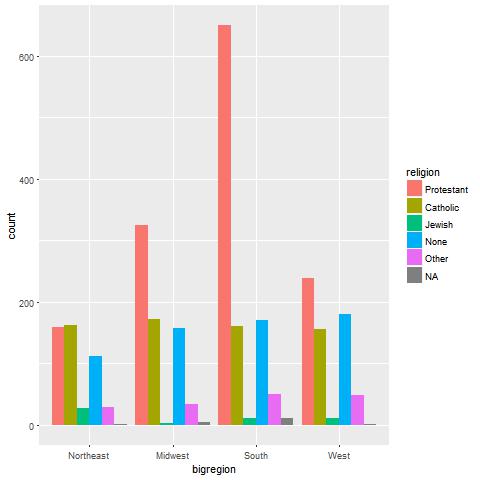 600
400
200
0
count
Northeast Midwest South West
bigregion
religion
Protestant
Catholic
Jewish
None
Other
NA